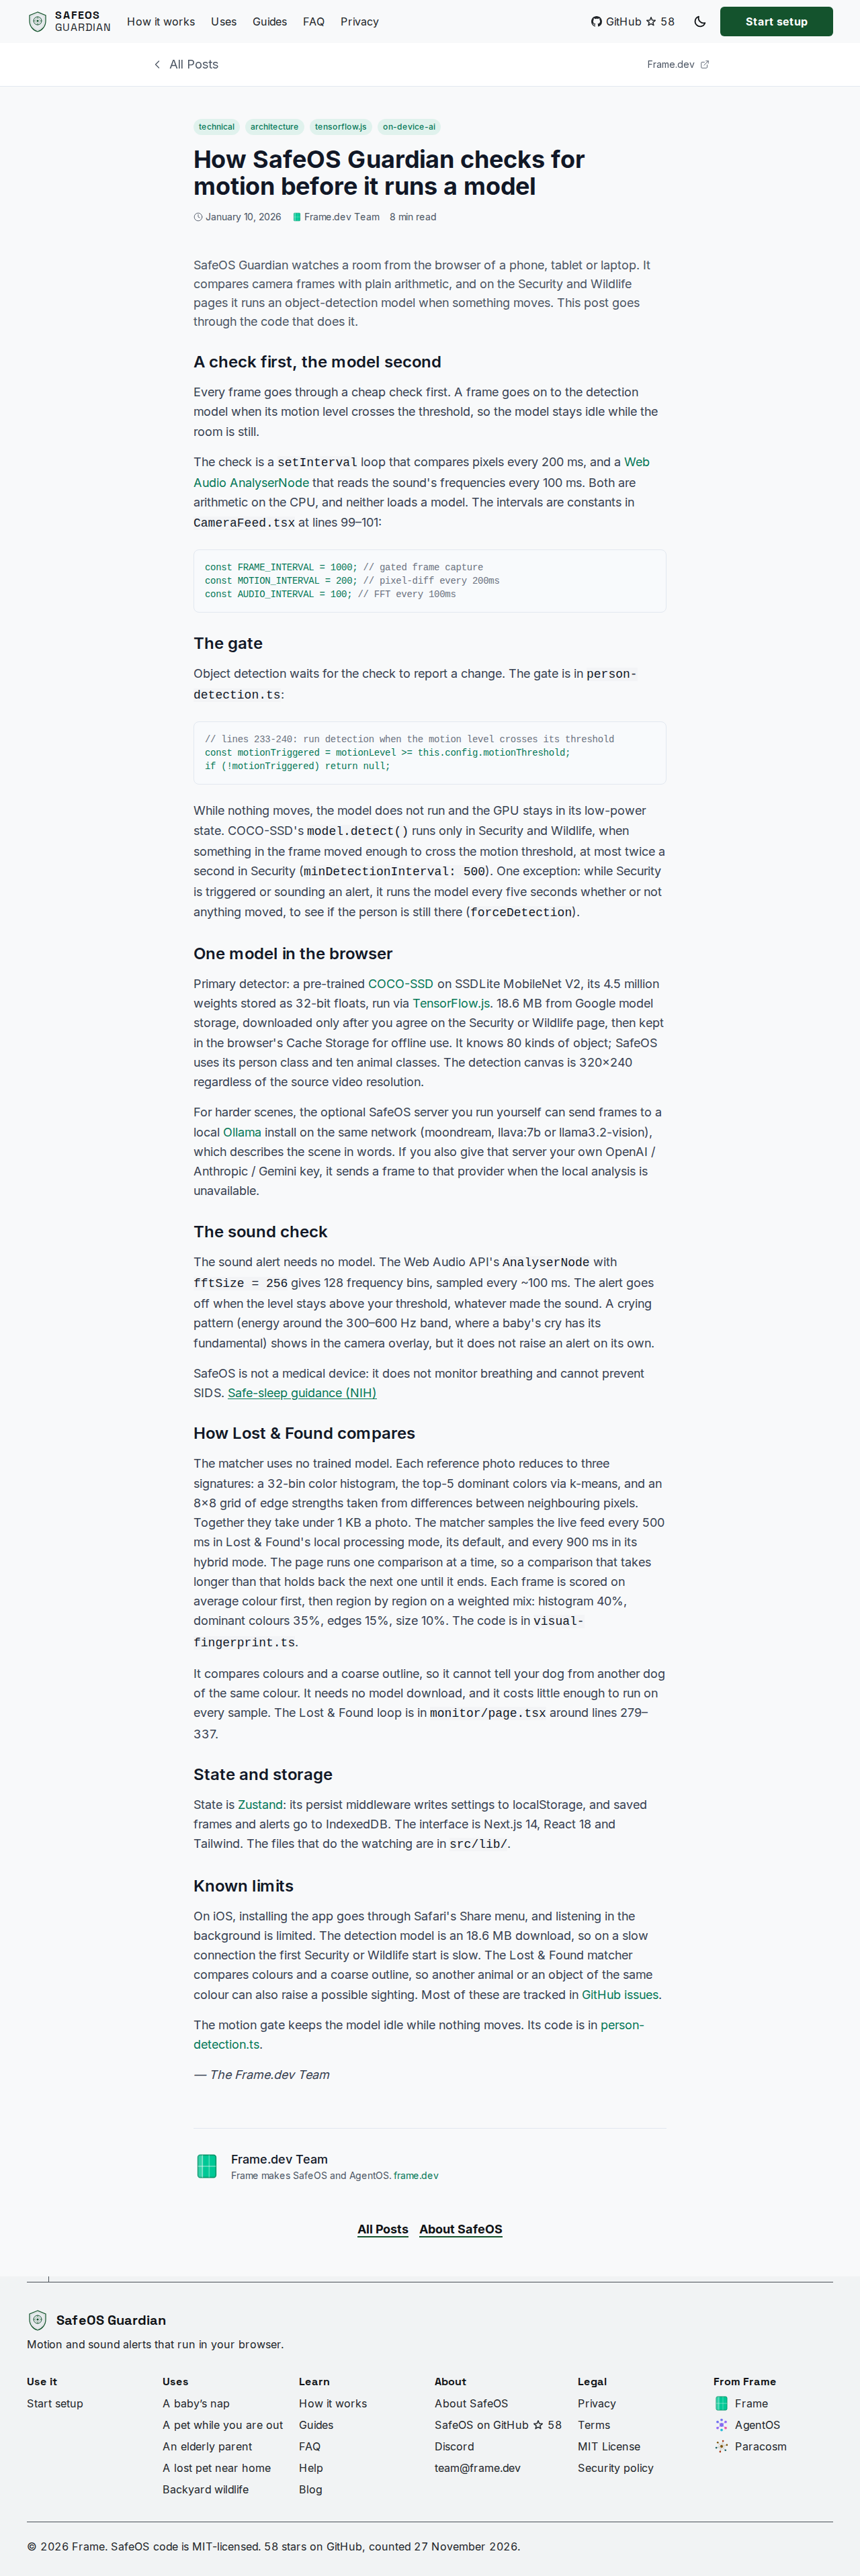 SAFEOS
GUARDIAN
How it works
Uses
Guides
FAQ
Privacy
GitHub ☆ 58
Start setup
All Posts
Frame.dev
technical
architecture
tensorflow.js
on-device-ai
How SafeOS Guardian checks for
motion before it runs a model
January 10, 2026
Frame.dev Team
8 min read
SafeOS Guardian watches a room from the browser of a phone, tablet or laptop. It
compares camera frames with plain arithmetic, and on the Security and Wildlife
pages it runs an object-detection model when something moves. This post goes
through the code that does it.
A check first, the model second
Every frame goes through a cheap check first. A frame goes on to the detection
model when its motion level crosses the threshold, so the model stays idle while the
room is still.
The check is a setInterval loop that compares pixels every 200 ms, and a Web
Audio AnalyserNode that reads the sound's frequencies every 100 ms. Both are
arithmetic on the CPU, and neither loads a model. The intervals are constants in
CameraFeed.tsx at lines 99–101:
const FRAME_INTERVAL = 1000; // gated frame capture
const MOTION_INTERVAL = 200; // pixel-diff every 200ms
const AUDIO_INTERVAL = 100; // FFT every 100ms
The gate
Object detection waits for the check to report a change. The gate is in person-
detection.ts:
// lines 233-240: run detection when the motion level crosses its threshold
const motionTriggered = motionLevel >= this.config.motionThreshold;
if (!motionTriggered) return null;
While nothing moves, the model does not run and the GPU stays in its low-power
state. COCO-SSD's model.detect() runs only in Security and Wildlife, when
something in the frame moved enough to cross the motion threshold, at most twice a
second in Security (minDetectionInterval: 500). One exception: while Security
is triggered or sounding an alert, it runs the model every five seconds whether or not
anything moved, to see if the person is still there (forceDetection).
One model in the browser
Primary detector: a pre-trained COCO-SSD on SSDLite MobileNet V2, its 4.5 million
weights stored as 32-bit floats, run via TensorFlow.js. 18.6 MB from Google model
storage, downloaded only after you agree on the Security or Wildlife page, then kept
in the browser's Cache Storage for offline use. It knows 80 kinds of object; SafeOS
uses its person class and ten animal classes. The detection canvas is 320×240
regardless of the source video resolution.
For harder scenes, the optional SafeOS server you run yourself can send frames to a
local Ollama install on the same network (moondream, llava:7b or llama3.2-vision),
which describes the scene in words. If you also give that server your own OpenAI /
Anthropic / Gemini key, it sends a frame to that provider when the local analysis is
unavailable.
The sound check
The sound alert needs no model. The Web Audio API's AnalyserNode with
fftSize = 256 gives 128 frequency bins, sampled every ~100 ms. The alert goes
off when the level stays above your threshold, whatever made the sound. A crying
pattern (energy around the 300–600 Hz band, where a baby's cry has its
fundamental) shows in the camera overlay, but it does not raise an alert on its own.
SafeOS is not a medical device: it does not monitor breathing and cannot prevent
SIDS. Safe-sleep guidance (NIH)
How Lost & Found compares
The matcher uses no trained model. Each reference photo reduces to three
signatures: a 32-bin color histogram, the top-5 dominant colors via k-means, and an
8×8 grid of edge strengths taken from differences between neighbouring pixels.
Together they take under 1 KB a photo. The matcher samples the live feed every 500
ms in Lost & Found's local processing mode, its default, and every 900 ms in its
hybrid mode. The page runs one comparison at a time, so a comparison that takes
longer than that holds back the next one until it ends. Each frame is scored on
average colour first, then region by region on a weighted mix: histogram 40%,
dominant colours 35%, edges 15%, size 10%. The code is in visual-
fingerprint.ts.
It compares colours and a coarse outline, so it cannot tell your dog from another dog
of the same colour. It needs no model download, and it costs little enough to run on
every sample. The Lost & Found loop is in monitor/page.tsx around lines 279–
337.
State and storage
State is Zustand: its persist middleware writes settings to localStorage, and saved
frames and alerts go to IndexedDB. The interface is Next.js 14, React 18 and
Tailwind. The files that do the watching are in src/lib/.
Known limits
On iOS, installing the app goes through Safari's Share menu, and listening in the
background is limited. The detection model is an 18.6 MB download, so on a slow
connection the first Security or Wildlife start is slow. The Lost & Found matcher
compares colours and a coarse outline, so another animal or an object of the same
colour can also raise a possible sighting. Most of these are tracked in GitHub issues.
The motion gate keeps the model idle while nothing moves. Its code is in person-
detection.ts.
— The Frame.dev Team
Frame.dev Team
Frame makes SafeOS and AgentOS. frame.dev
All Posts
About SafeOS
SafeOS Guardian
Motion and sound alerts that run in your browser.
Use it
Start setup
Uses
A baby's nap
A pet while you are out
An elderly parent
A lost pet near home
Backyard wildlife
Learn
How it works
Guides
FAQ
Help
Blog
About
About SafeOS
SafeOS on GitHub ☆ 58
Discord
team@frame.dev
Legal
Privacy
Terms
MIT License
Security policy
From Frame
Frame
AgentOS
Paracosm
© 2026 Frame. SafeOS code is MIT-licensed. 58 stars on GitHub, counted 27 November 2026.